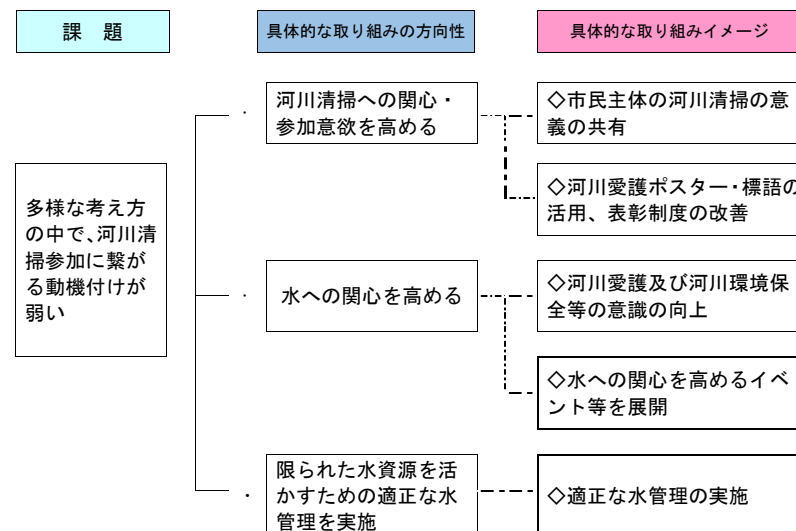 課　題
具体的な取り組みの方向性
具体的な取り組みイメージ
多様な考え方
の中で、河川清
掃参加に繋が
る動機付けが
弱い
河川清掃への関心・
参加意欲を高める
◇市民主体の河川清掃の意
義の共有
◇河川愛護ポスター・標語の
活用、表彰制度の改善
水への関心を高める
◇河川愛護及び河川環境保
全等の意識の向上
◇水への関心を高めるイベ
ント等を展開
限られた水資源を活
かすための適正な水
管理を実施
◇適正な水管理の実施